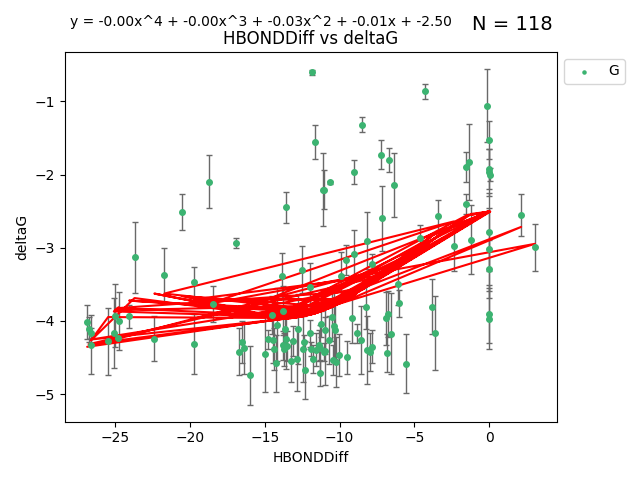 y = -0.00x^4 + -0.00x^3 + -0.03x^2 + -0.01x + -2.50
N = 118
HBONDDiff vs deltaG
G
deltaG
−1
−2
−3
−4
−5
−25 −20 −15 −10 −5 0
HBONDDiff